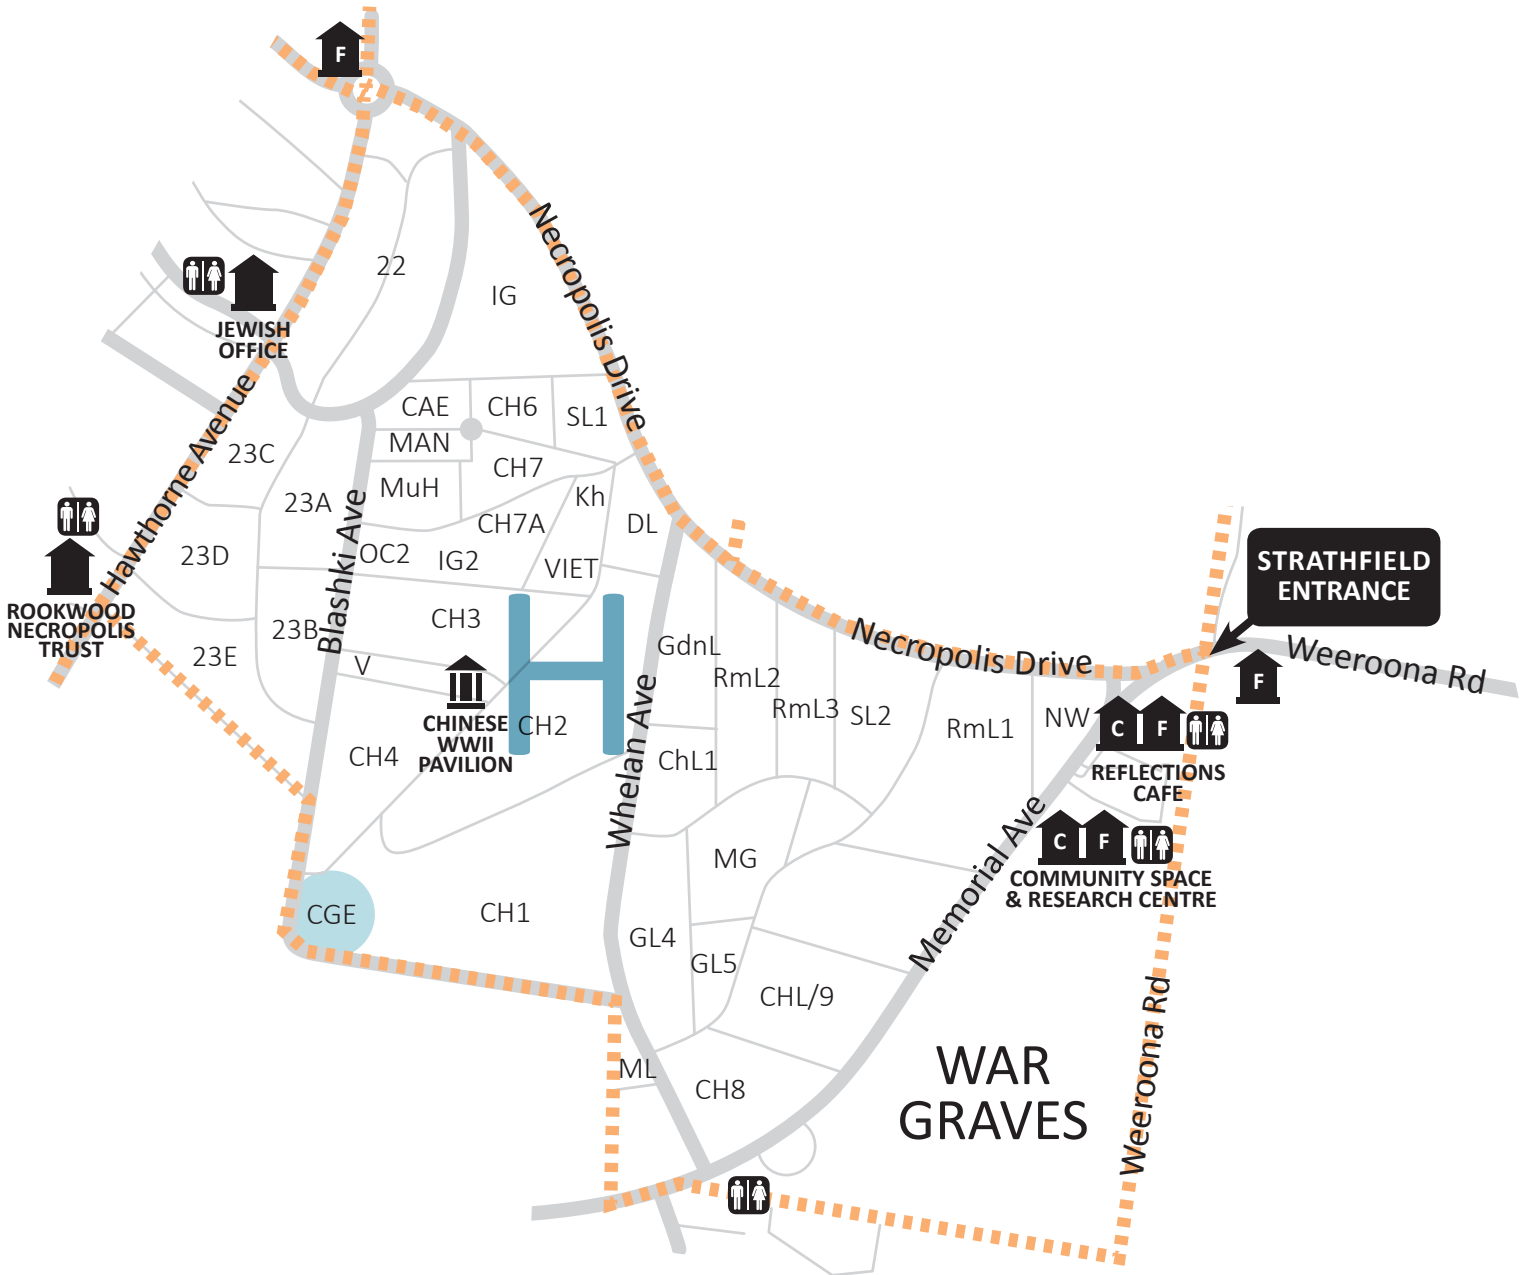 F
Necropolis Drive
22
IG
JEWISH
OFFICE
Hawthorne Avenue
CAE
CH6
SL1
MAN
23C
CH7
MuH
23A
Kh
CH7A
DL
Blashki Ave
OC2
IG2
VIET
23D
ROOKWOOD
NECROPOLIS
TRUST
23B
23E
CH3
V
CHINESE
WWII
PAVILION
H
CH2
CH4
Whelan Ave
GdnL
RmL2
RmL3
SL2
ChL1
Necropolis Drive
RmL1
NW
STRATHFIELD
ENTRANCE
Weeroona Rd
F
C
F
REFLECTIONS
CAFE
Memorial Ave
C
F
COMMUNITY SPACE
& RESEARCH CENTRE
MG
CGE
CH1
GL4
GL5
CHL/9
Weeroona Rd
ML
CH8
WAR
GRAVES